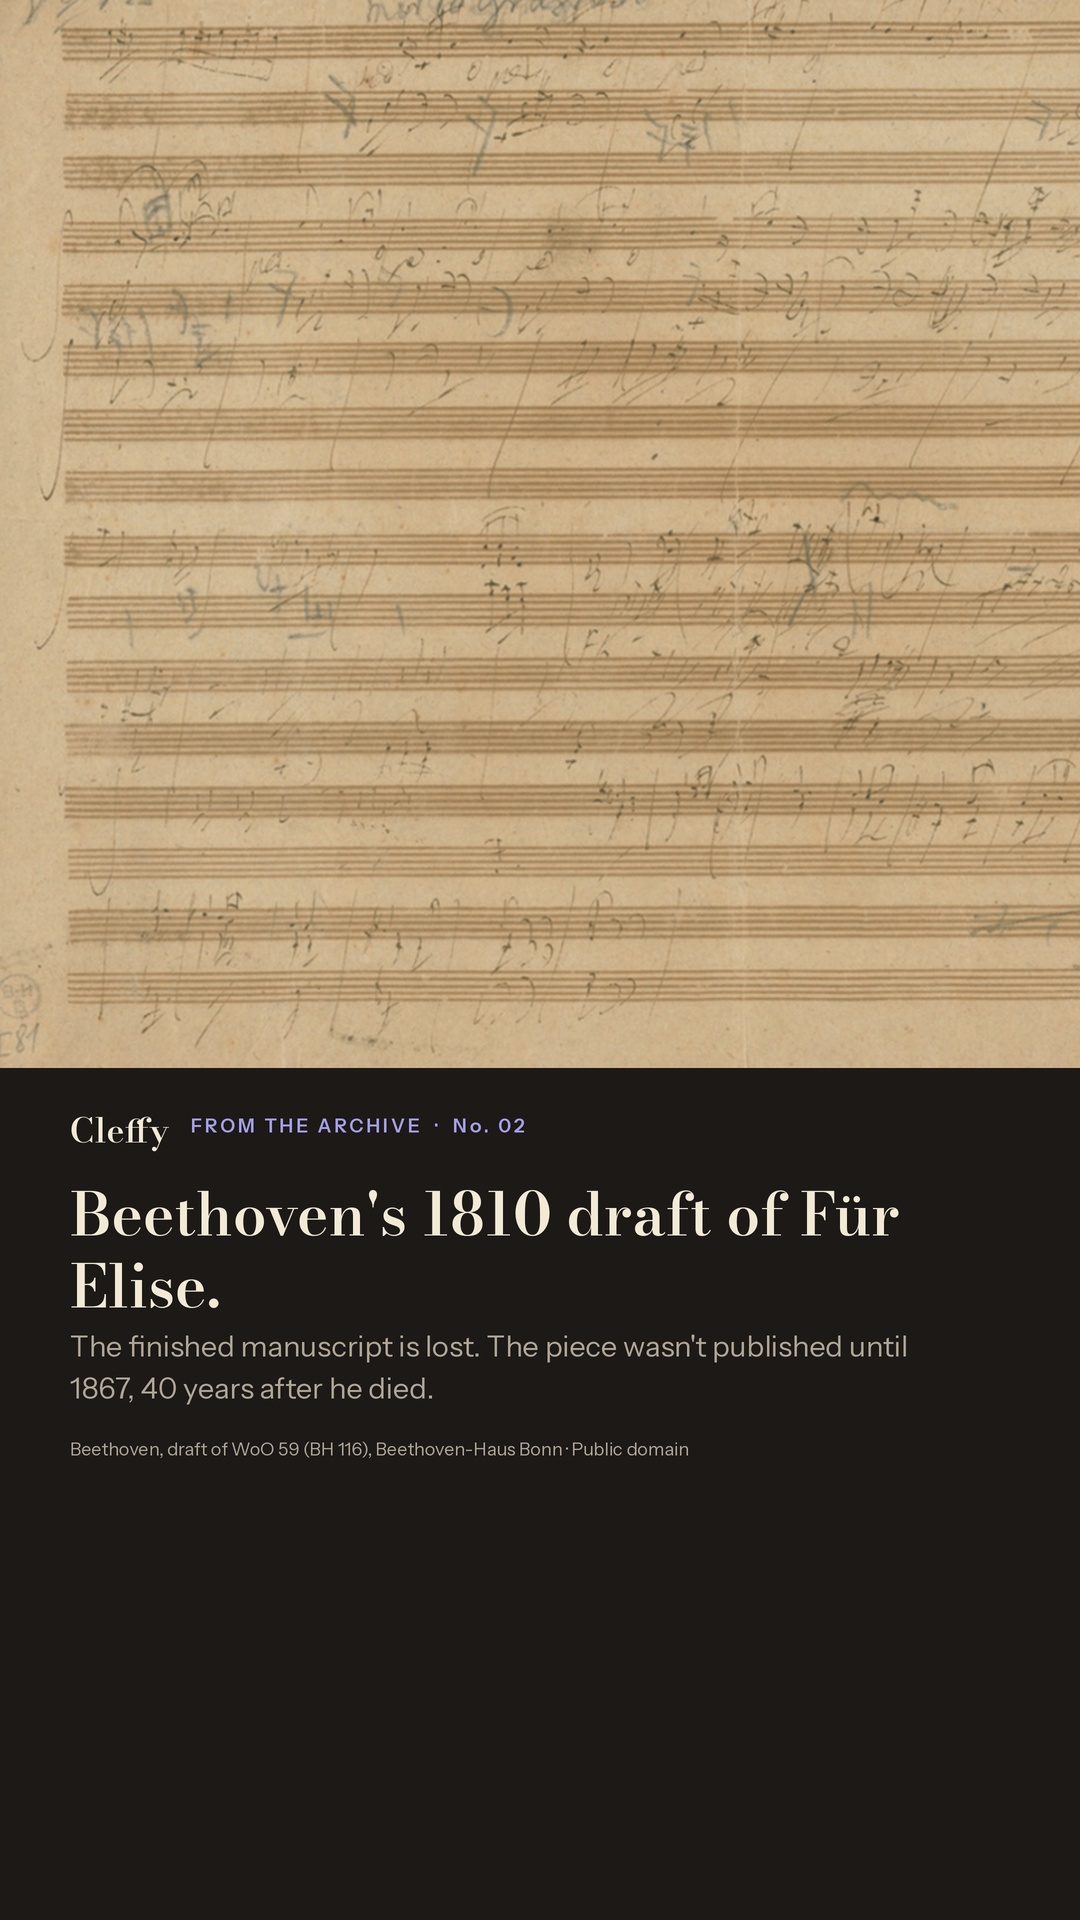 Cleffy FROM THE ARCHIVE · No. 02
Beethoven's 1810 draft of Für
Elise.
The finished manuscript is lost. The piece wasn't published until
1867, 40 years after he died.
Beethoven, draft of WoO 59 (BH 116), Beethoven-Haus Bonn · Public domain